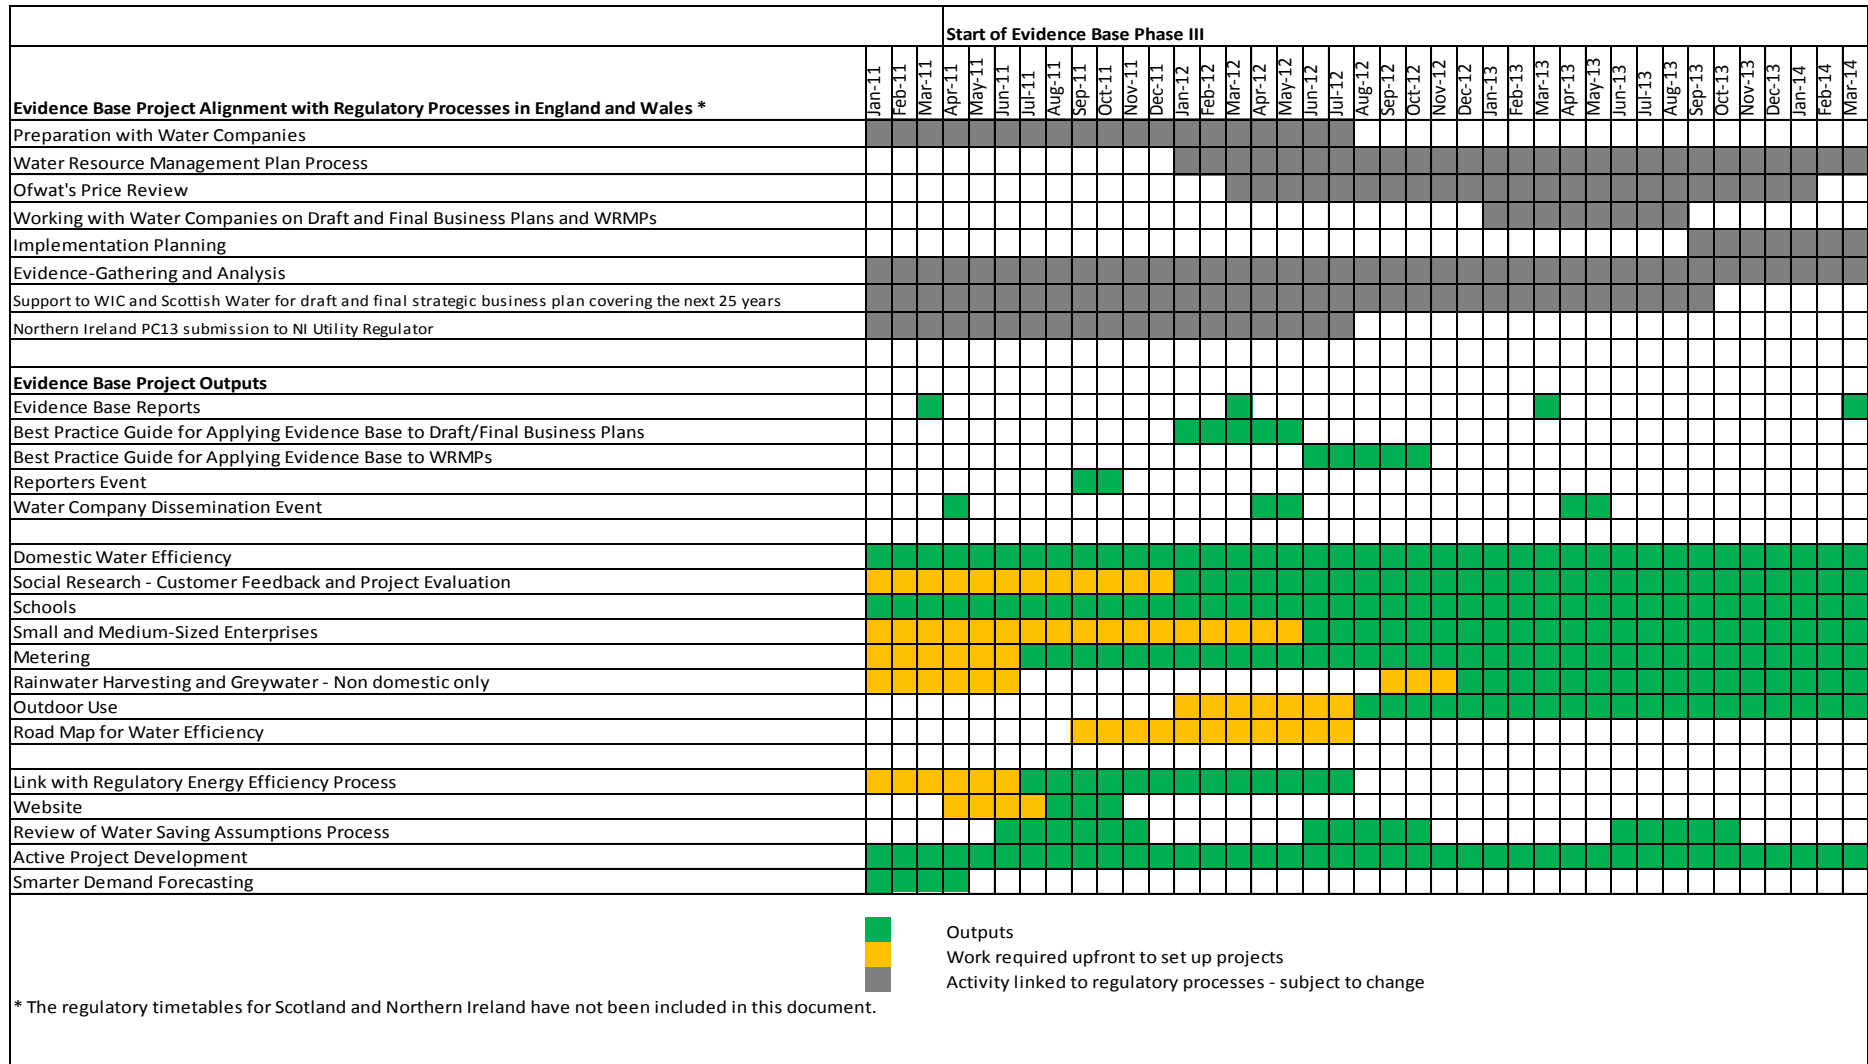 Start of Evidence Base Phase III
Evidence Base Project Alignment with Regulatory Processes in England and Wales * Jan-11 Feb-11 Mar-11 Apr-11 May-11 Jun-11 Jul-11 Aug-11 Sep-11 Oct-11 Nov-11 Dec-11 Jan-12 Feb-12 Mar-12 Apr-12 May-12 Jun-12 Jul-12 Aug-12 Sep-12 Oct-12 Nov-12 Dec-12 Jan-13 Feb-13 Mar-13 Apr-13 May-13 Jun-13 Jul-13 Aug-13 Sep-13 Oct-13 Nov-13 Dec-13 Jan-14 Feb-14 Mar-14
Preparation with Water Companies
Water Resource Management Plan Process
Ofwat's Price Review
Working with Water Companies on Draft and Final Business Plans and WRMPs
Implementation Planning
Evidence-Gathering and Analysis
Support to WIC and Scottish Water for draft and final strategic business plan covering the next 25 years
Northern Ireland PC13 submission to NI Utility Regulator
Evidence Base Project Outputs
Evidence Base Reports
Best Practice Guide for Applying Evidence Base to Draft/Final Business Plans
Best Practice Guide for Applying Evidence Base to WRMPs
Reporters Event
Water Company Dissemination Event
Domestic Water Efficiency
Social Research - Customer Feedback and Project Evaluation
Schools
Small and Medium-Sized Enterprises
Metering
Rainwater Harvesting and Greywater - Non domestic only
Outdoor Use
Road Map for Water Efficiency
Link with Regulatory Energy Efficiency Process
Website
Review of Water Saving Assumptions Process
Active Project Development
Smarter Demand Forecasting
Outputs
Work required upfront to set up projects
Activity linked to regulatory processes - subject to change
* The regulatory timetables for Scotland and Northern Ireland have not been included in this document.